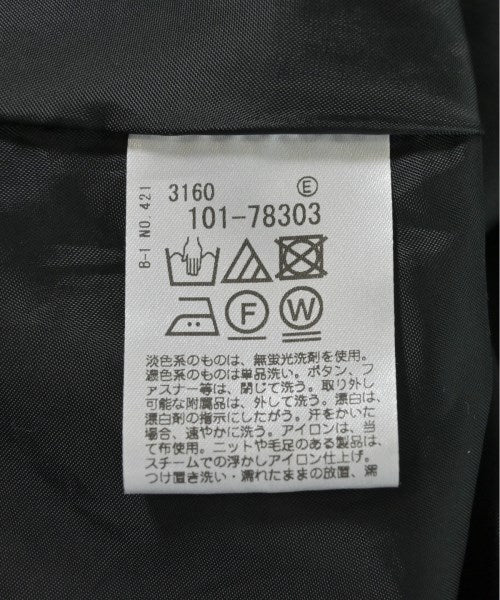 B-1 NO.421
3160 Ⓔ
101-78303
F W
淡色系のものは、無蛍光洗剤を使用。
濃色系のものは単品洗い。ボタン、フ
ァスナー等は、閉じて洗う。取り外し
可能な附属品は、外して洗う。漂白は、
漂白剤の指示にしたがう。汗をかいた
場合、速やかに洗う。アイロンは、当
て布使用。ニットや毛足のある製品は、
スチームでの浮かしアイロン仕上げ。
つけ置き洗い・濡れたままの放置、濡